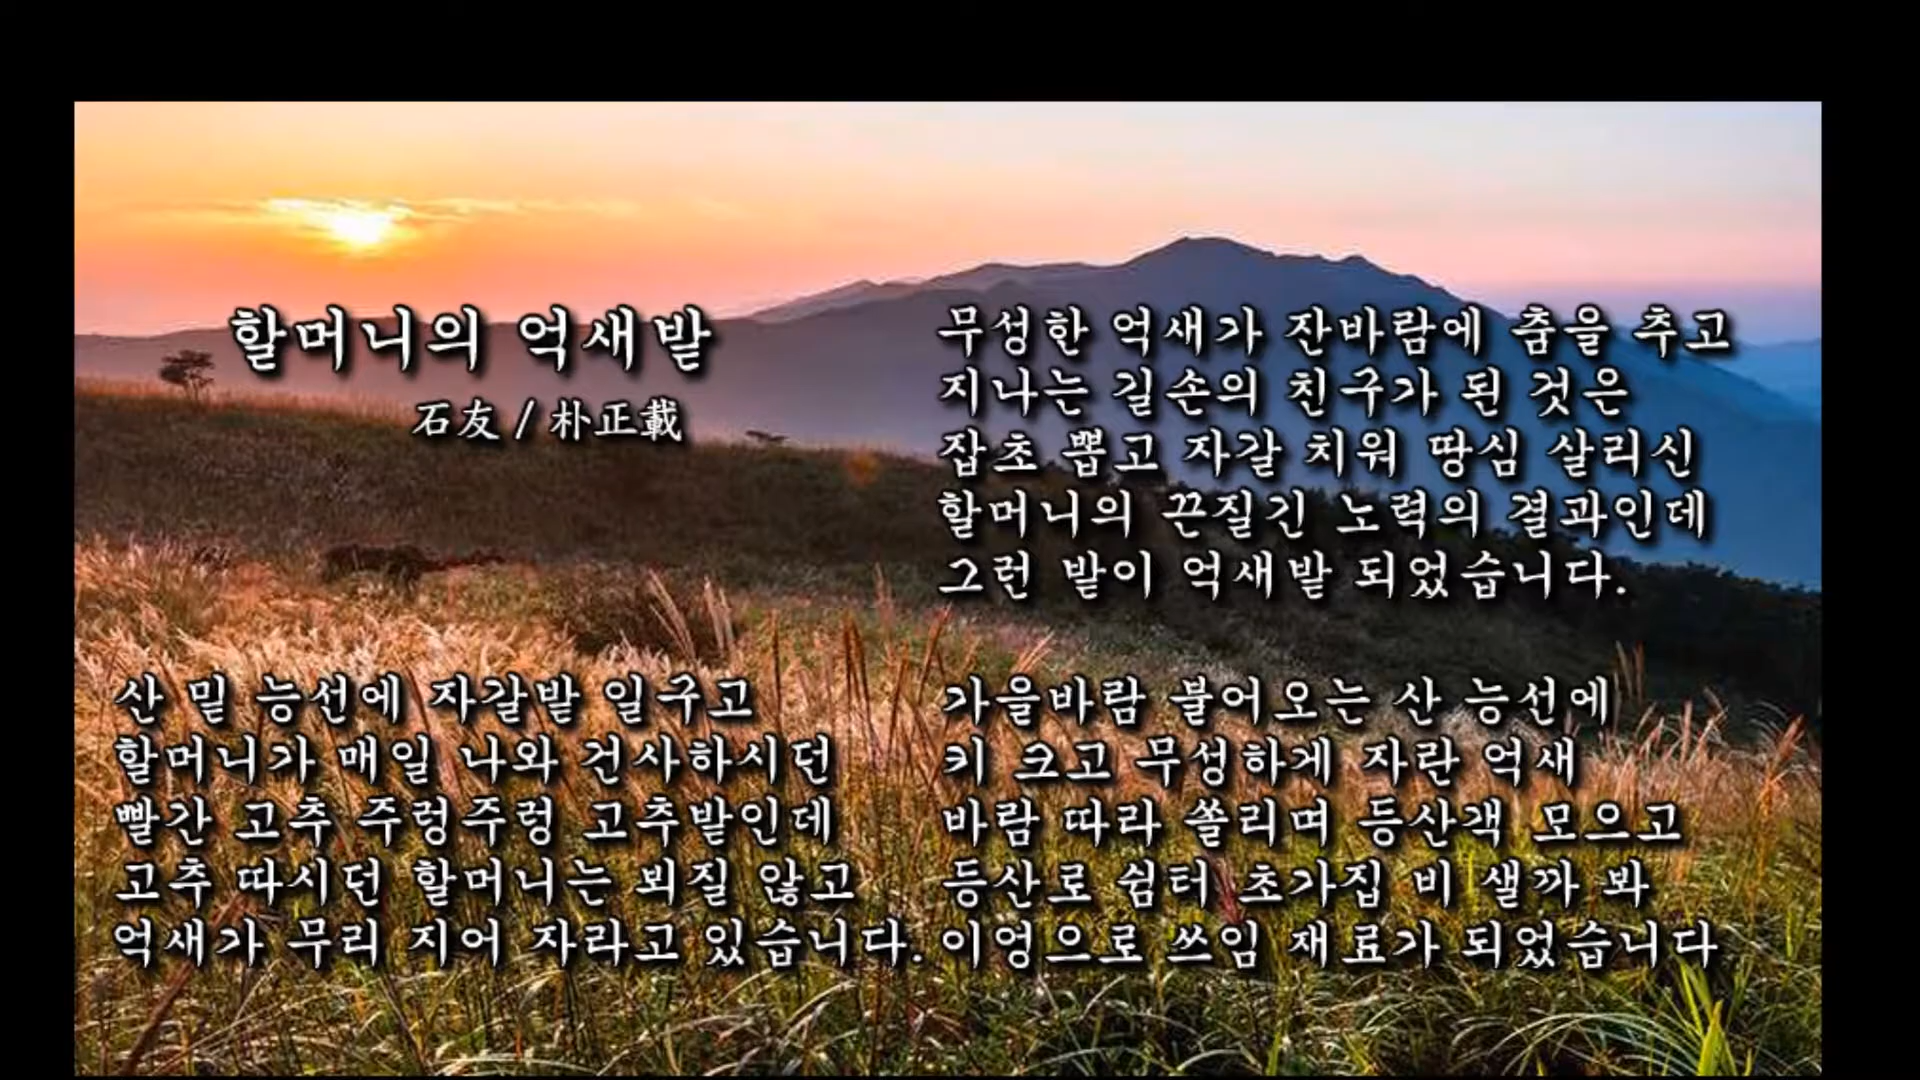 할머니의 억새밭
石友 / 朴正載
산 밑 능선에 자갈밭 일구고
할머니가 매일 나와 건사하시던
빨간 고추 주렁주렁 고추밭인데
고추 따시던 할머니는 뵈질 않고
억새가 무리 지어 자라고 있습니다.
무성한 억새가 잔바람에 춤을 추고
지나는 길손의 친구가 된 것은
잡초 뽑고 자갈 치워 땅심 살리신
할머니의 끈질긴 노력의 결과인데
그런 밭이 억새밭 되었습니다.
가을바람 불어오는 산 능선에
키 크고 무성하게 자란 억새
바람 따라 쏠리며 등산객 모으고
등산로 쉼터 초가집 비 샐까 봐
이엉으로 쓰임 재료가 되었습니다